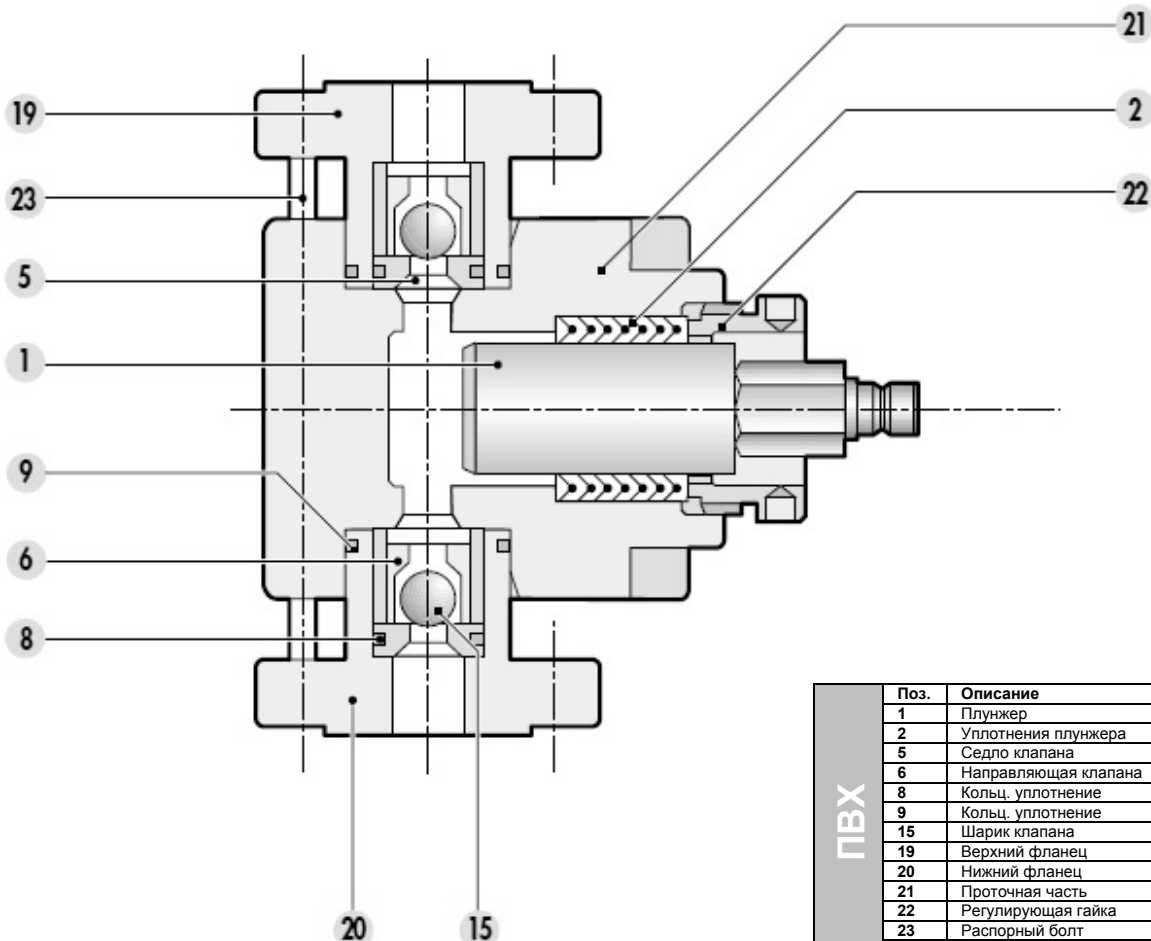 21
19
2
23
22
5
1
9
6
8
20
15
ПВХ
Поз. Описание
1 Плунжер
2 Уплотнения плунжера
5 Седло клапана
6 Направляющая клапана
8 Кольц. уплотнение
9 Кольц. уплотнение
15 Шарик клапана
19 Верхний фланец
20 Нижний фланец
21 Проточная часть
22 Регулирующая гайка
23 Распорный болт